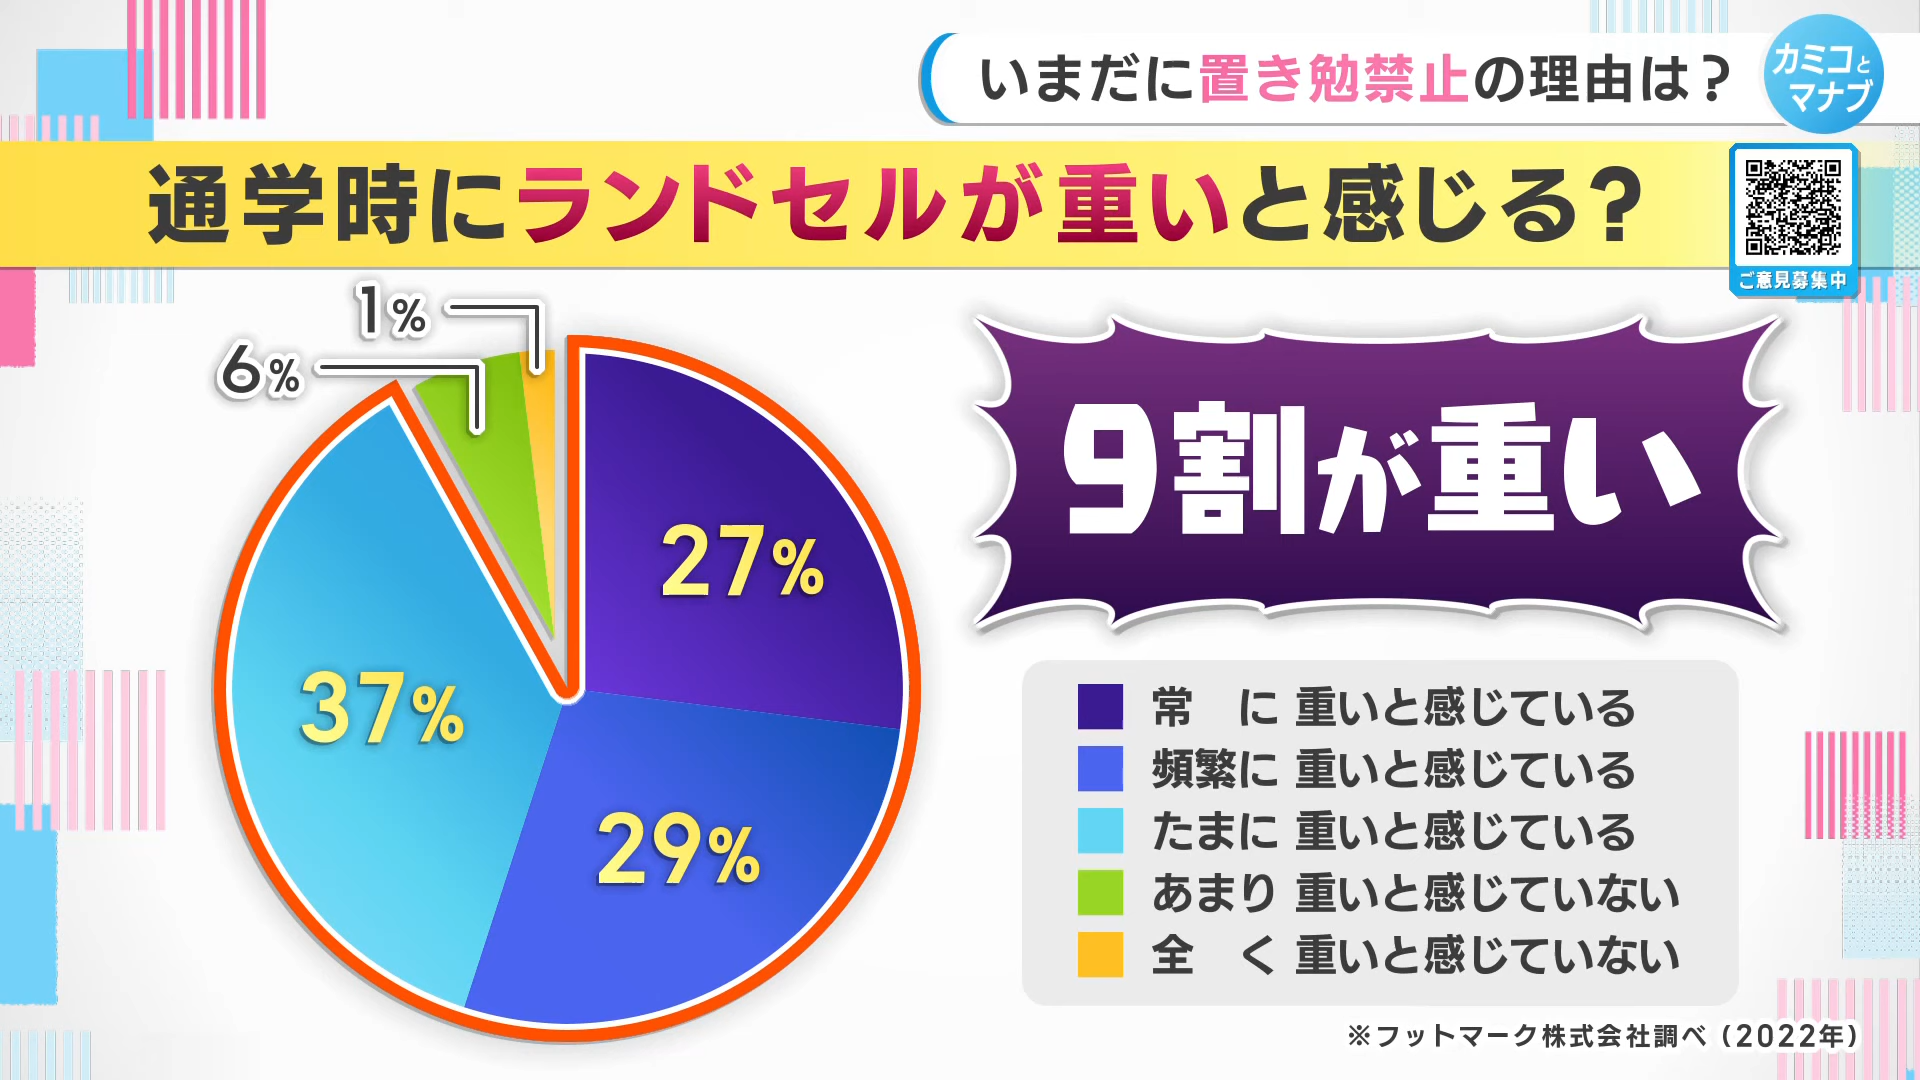 いまだに置き勉禁止の理由は?
カミコと
マナブ
通学時にランドセルが重いと感じる?
ご意見募集中
1%
6%
27%
37%
29%
9割が重い
常　に 重いと感じている
頻繁に 重いと感じている
たまに 重いと感じている
あまり 重いと感じていない
全　く 重いと感じていない
※フットマーク株式会社調べ（2022年）